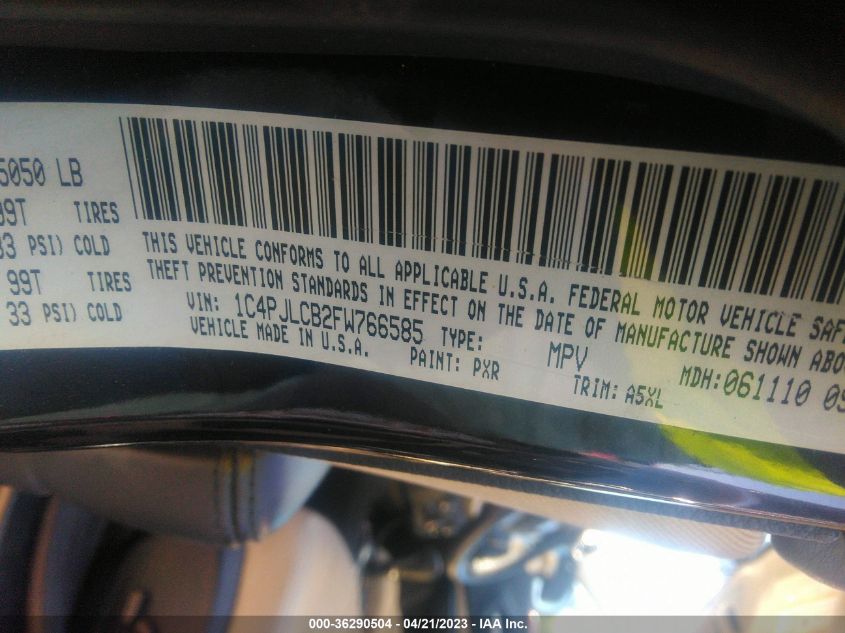 5050 LB
99T TIRES
33 PSI) COLD
99T TIRES
33 PSI) COLD
THIS VEHICLE CONFORMS TO ALL APPLICABLE U.S.A. FEDERAL MOTOR VEHICLE SAFE
THEFT PREVENTION STANDARDS IN EFFECT ON THE DATE OF MANUFACTURE SHOWN ABO
VIN: 1C4PJLCB2FW766585 TYPE: MPV MDH:061110 09
VEHICLE MADE IN U.S.A. PAINT: PXR TRIM: A5XL
000-36290504 - 04/21/2023 - IAA Inc.